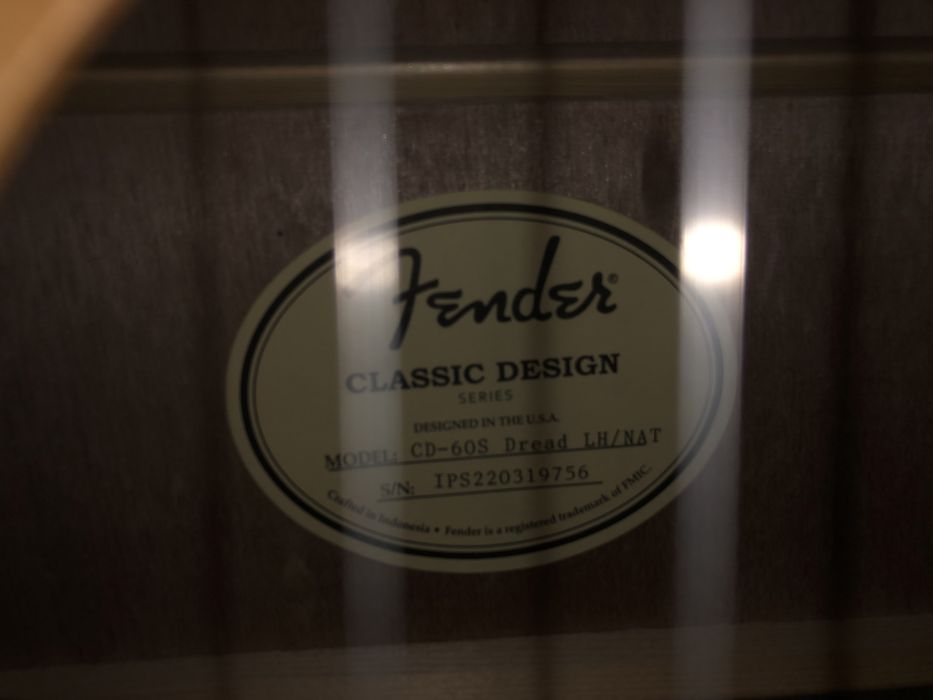 Fender®
CLASSIC DESIGN
SERIES
DESIGNED IN THE U.S.A.
MODEL: CD-60S Dread LH/NAT
S/N: IPS220319756
Crafted in Indonesia • Fender is a registered trademark of FMIC.